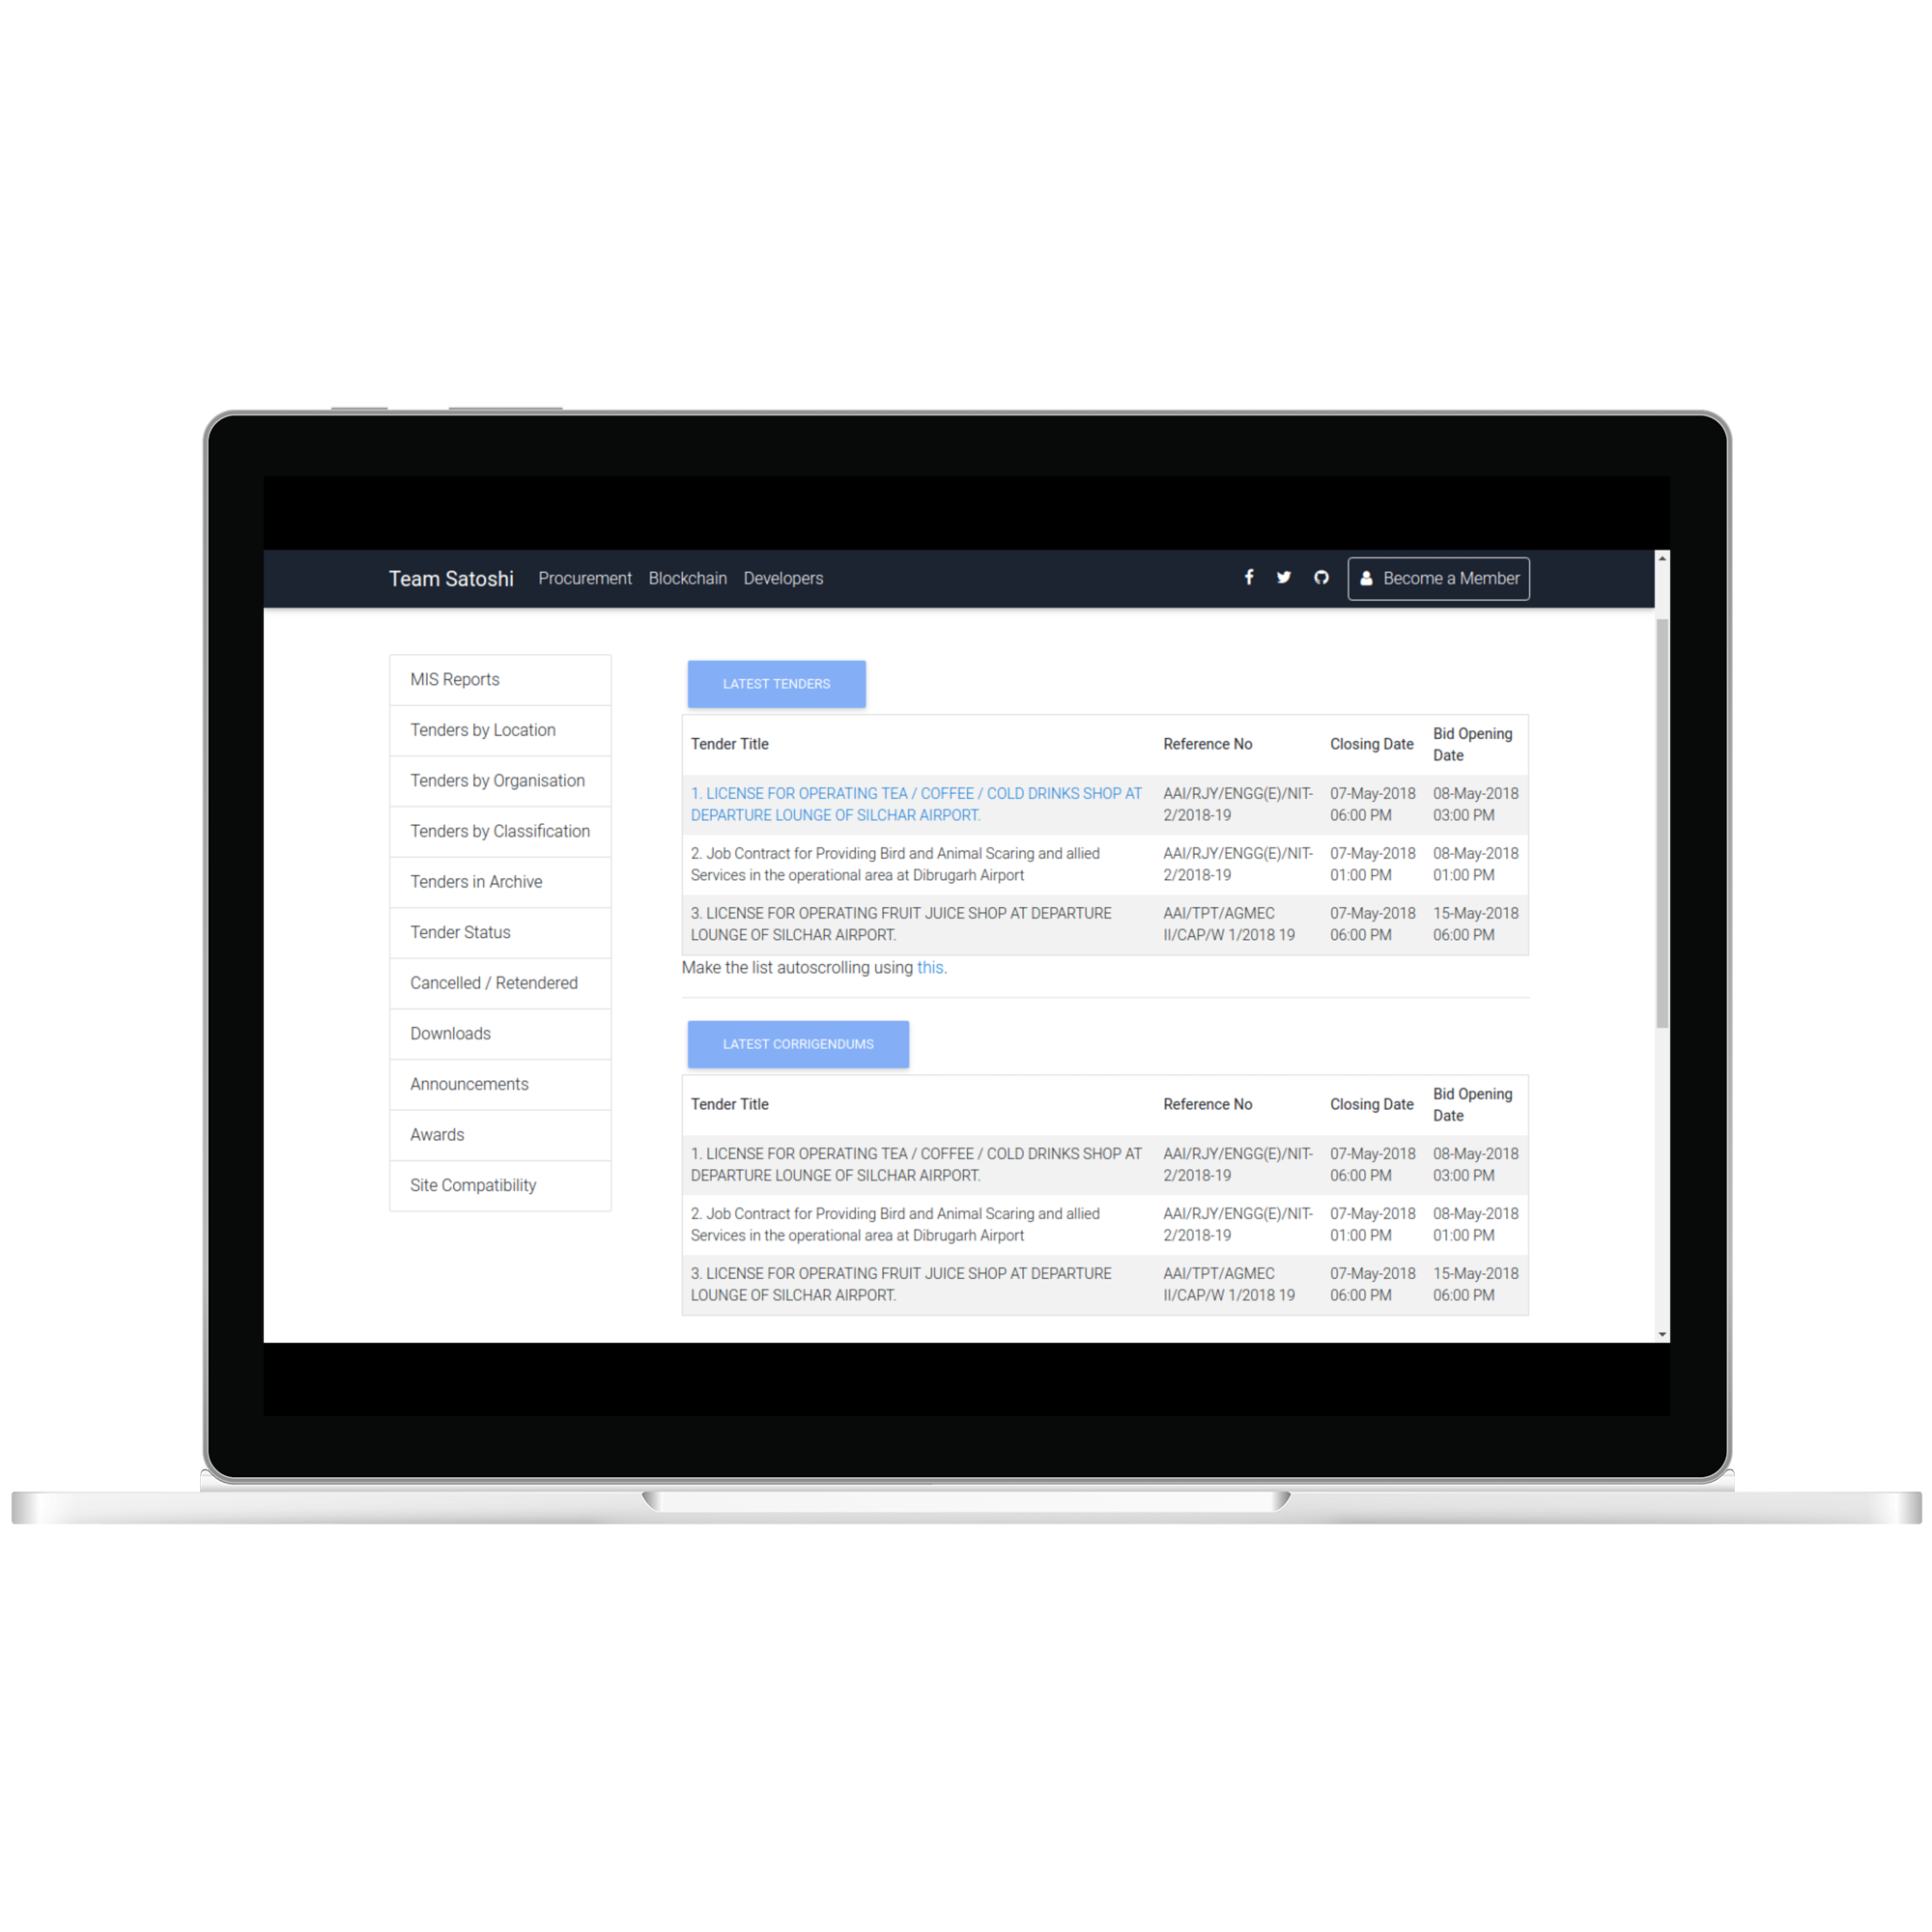 Team Satoshi Procurement Blockchain Developers Become a Member
MIS Reports
Tenders by Location
Tenders by Organisation
Tenders by Classification
Tenders in Archive
Tender Status
Cancelled / Retendered
Downloads
Announcements
Awards
Site Compatibility
LATEST TENDERS
Tender Title Reference No Closing Date Bid Opening
Date
1. LICENSE FOR OPERATING TEA / COFFEE / COLD DRINKS SHOP AT AAI/RJY/ENGG(E)/NIT- 07-May-2018 08-May-2018
DEPARTURE LOUNGE OF SILCHAR AIRPORT. 2/2018-19 06:00 PM 03:00 PM
2. Job Contract for Providing Bird and Animal Scaring and allied AAI/RJY/ENGG(E)/NIT- 07-May-2018 08-May-2018
Services in the operational area at Dibrugarh Airport 2/2018-19 01:00 PM 01:00 PM
3. LICENSE FOR OPERATING FRUIT JUICE SHOP AT DEPARTURE AAI/TPT/AGMEC 07-May-2018 15-May-2018
LOUNGE OF SILCHAR AIRPORT. II/CAP/W 1/2018 19 06:00 PM 06:00 PM
Make the list autoscrolling using this.
LATEST CORRIGENDUMS
Tender Title Reference No Closing Date Bid Opening
Date
1. LICENSE FOR OPERATING TEA / COFFEE / COLD DRINKS SHOP AT AAI/RJY/ENGG(E)/NIT- 07-May-2018 08-May-2018
DEPARTURE LOUNGE OF SILCHAR AIRPORT. 2/2018-19 06:00 PM 03:00 PM
2. Job Contract for Providing Bird and Animal Scaring and allied AAI/RJY/ENGG(E)/NIT- 07-May-2018 08-May-2018
Services in the operational area at Dibrugarh Airport 2/2018-19 01:00 PM 01:00 PM
3. LICENSE FOR OPERATING FRUIT JUICE SHOP AT DEPARTURE AAI/TPT/AGMEC 07-May-2018 15-May-2018
LOUNGE OF SILCHAR AIRPORT. II/CAP/W 1/2018 19 06:00 PM 06:00 PM